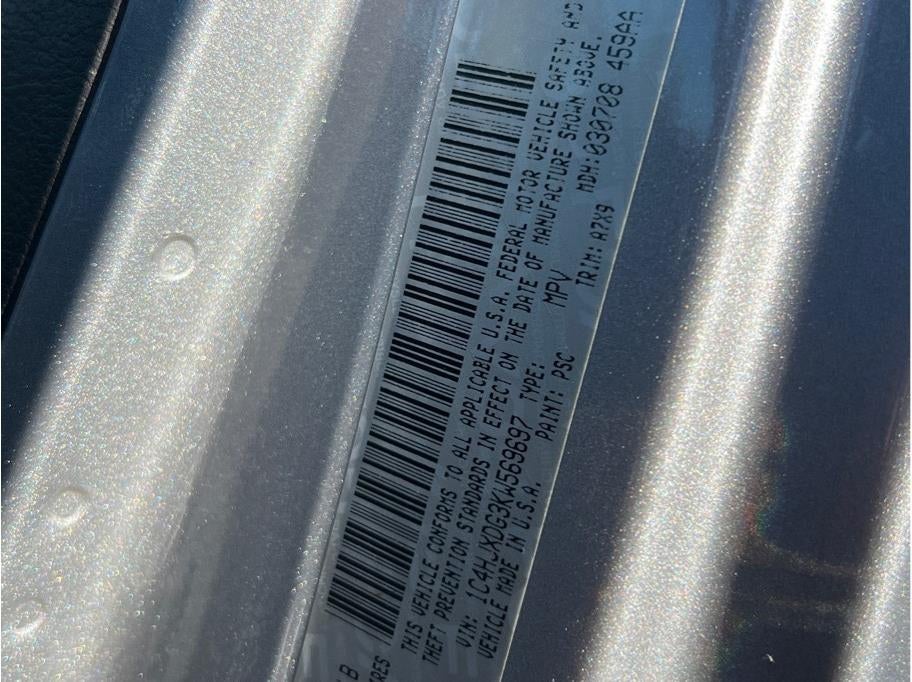 B
RES
THIS VEHICLE CONFORMS TO ALL APPLICABLE U.S.A. FEDERAL MOTOR VEHICLE SAFETY AND
THEFT PREVENTION STANDARDS IN EFFECT ON THE DATE OF MANUFACTURE SHOWN ABOVE.
VIN: 1C4HJXDG3KW569697 TYPE: MPV MDH:030708 459AA
VEHICLE MADE IN U.S.A. PAINT: PSC TRIM: A7X9